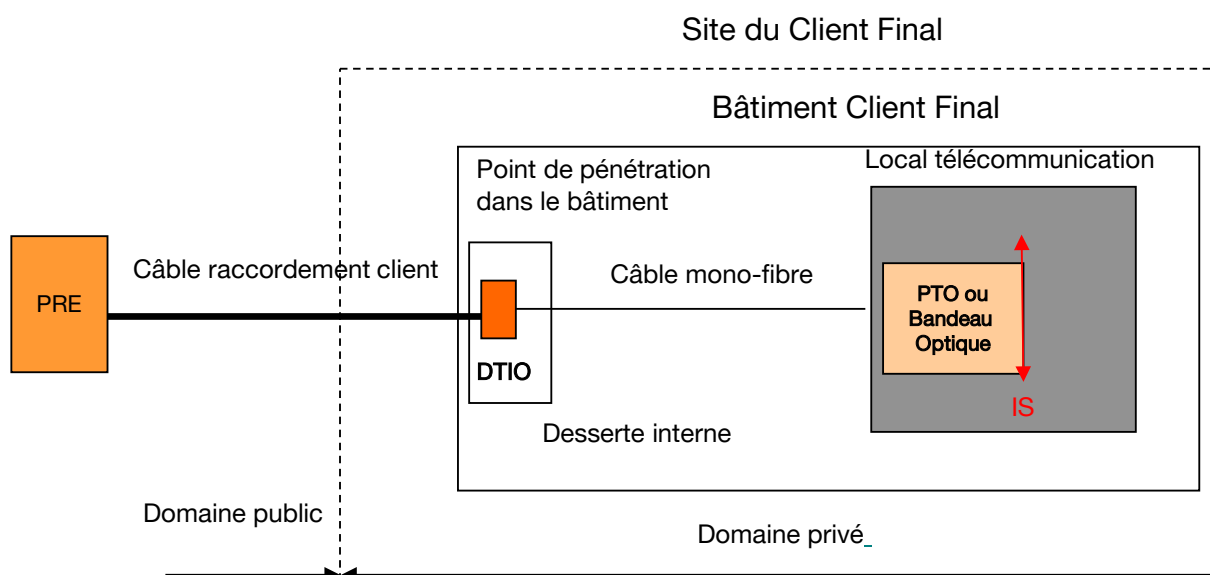 Site du Client Final
Bâtiment Client Final
Local télécommunication
Point de pénétration
dans le bâtiment
Câble raccordement client
Câble mono-fibre
PRE
PTO ou
Bandeau
Optique
DTIO
IS
Desserte interne
Domaine public
Domaine privé